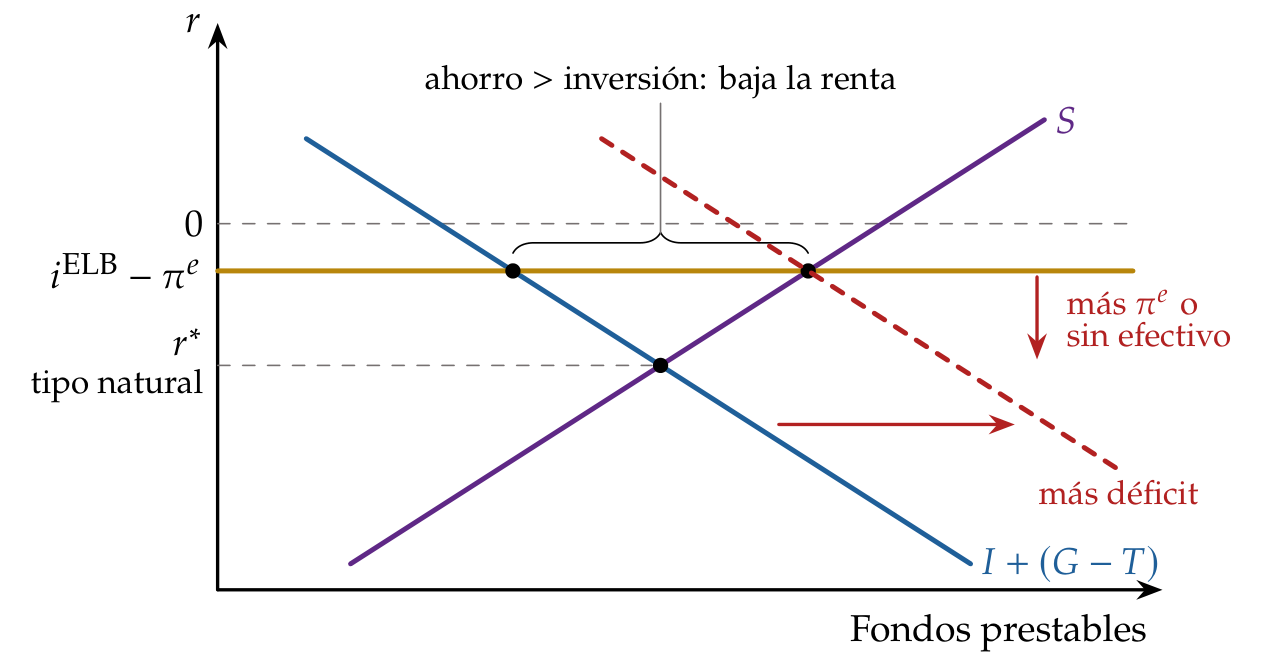 r
ahorro > inversión: baja la renta
S
0
i^ELB − π^e
más π^e o
sin efectivo
r*
tipo natural
más déficit
I + (G − T)
Fondos prestables